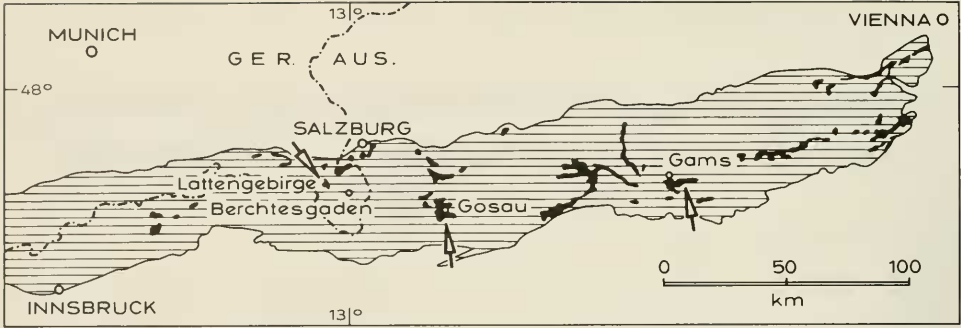 13°
VIENNA
MUNICH
GER. AUS.
48°
SALZBURG
Gams
Lattengebirge
Berchtesgaden
Gosau
0 50 100
km
INNSBRUCK
13°